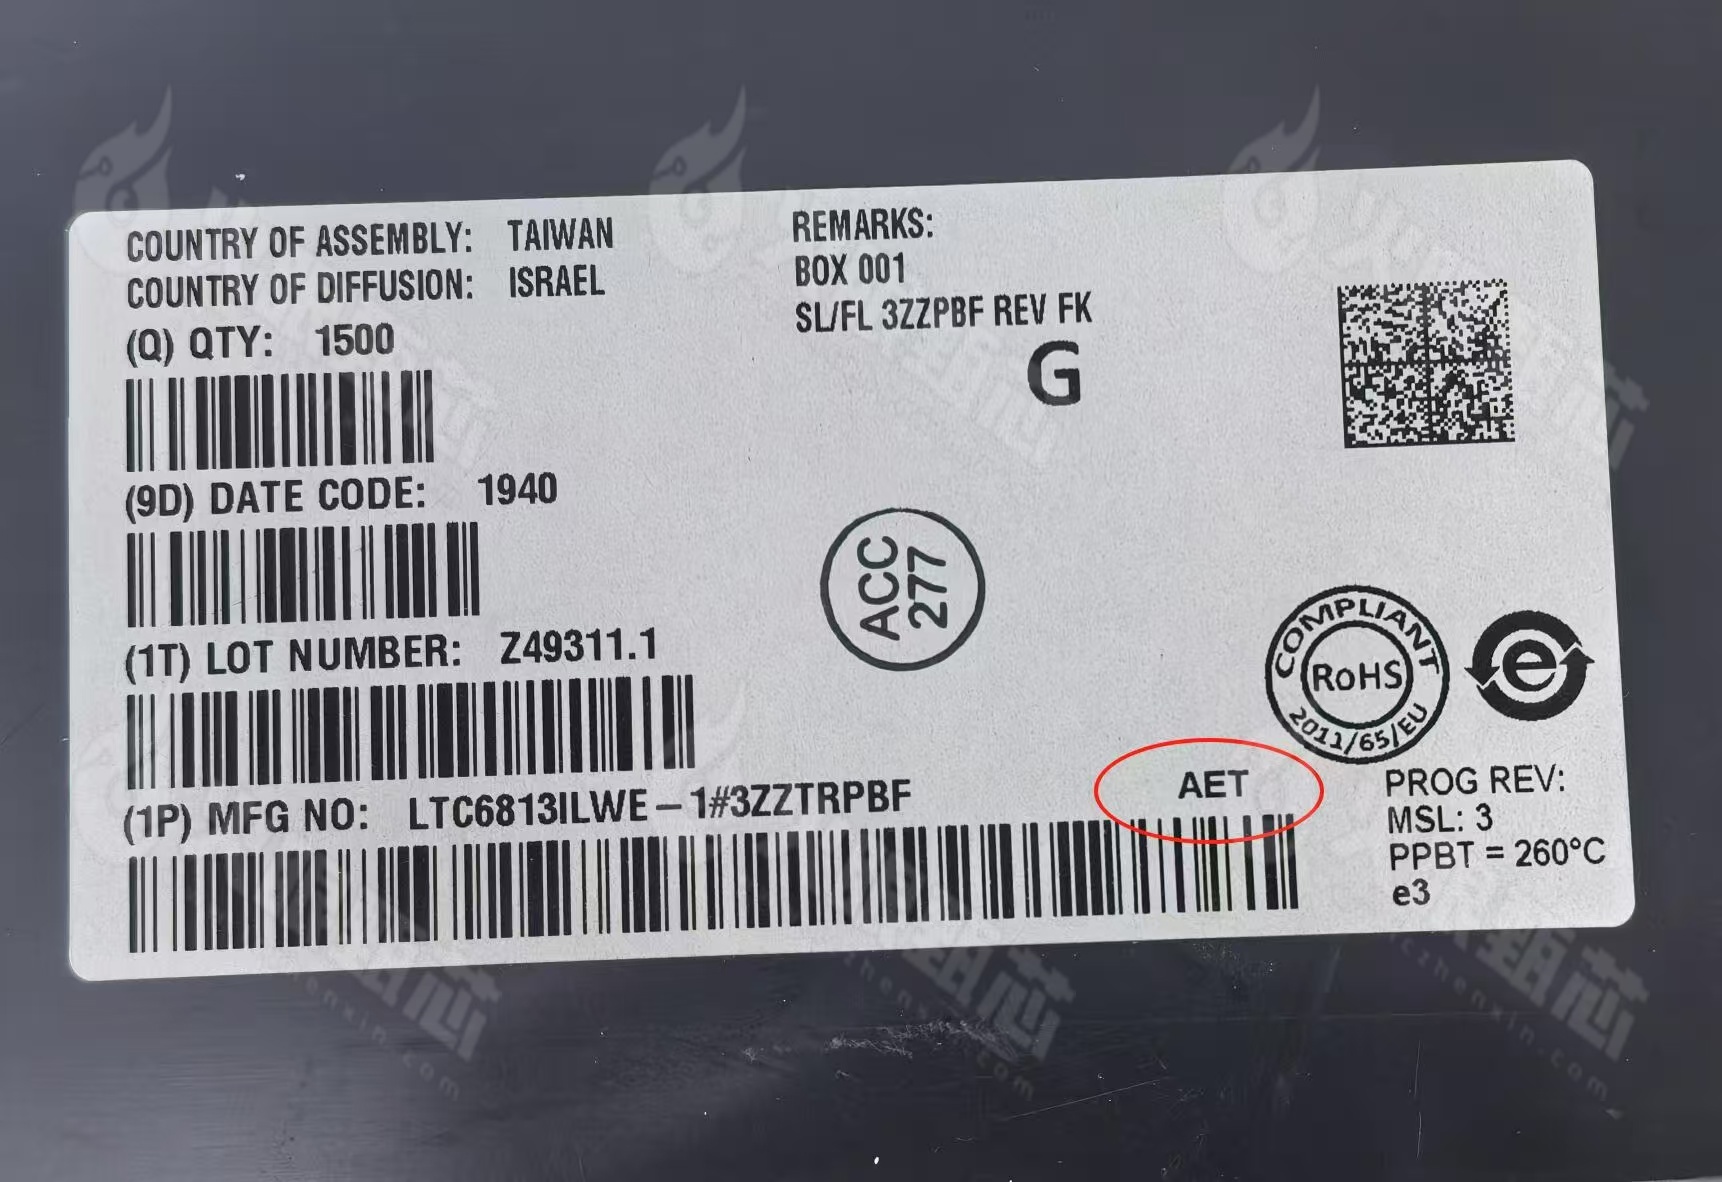 COUNTRY OF ASSEMBLY: TAIWAN
COUNTRY OF DIFFUSION: ISRAEL
(Q) QTY: 1500
(9D) DATE CODE: 1940
(1T) LOT NUMBER: Z49311.1
(1P) MFG NO: LTC6813ILWE-1#3ZZTRPBF
REMARKS:
BOX 001
SL/FL 3ZZPBF REV FK
G
ACC
277
COMPLIANT
RoHS
2011/65/EU
e
AET
PROG REV:
MSL: 3
PPBT = 260°C
e3